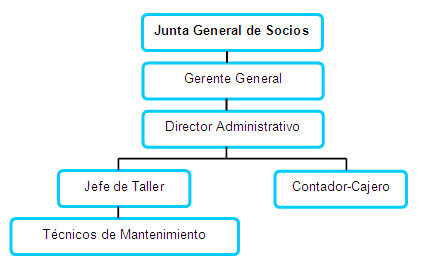 Junta General de Socios
Gerente General
Director Administrativo
Jefe de Taller
Contador-Cajero
Técnicos de Mantenimiento